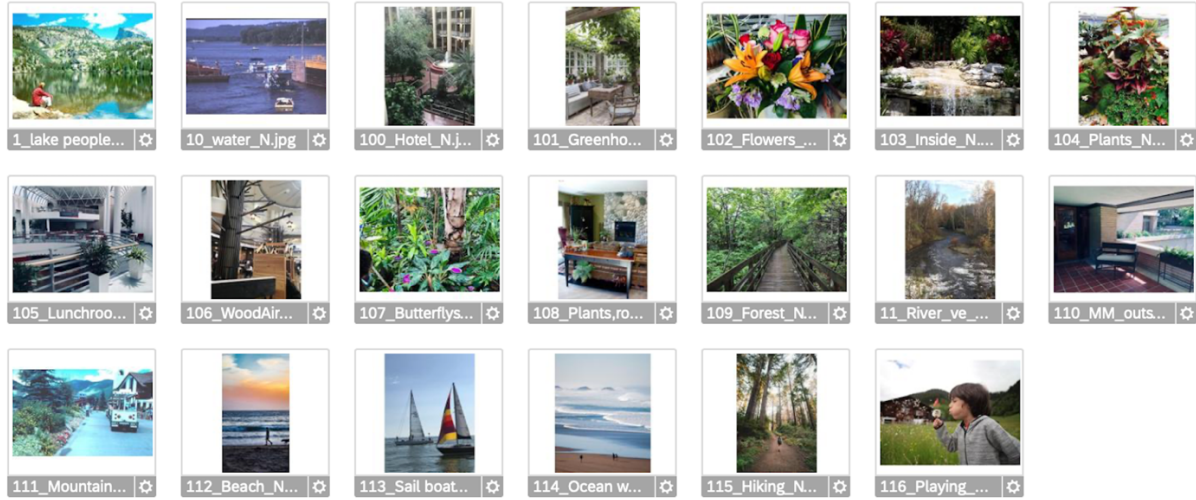 1_lake people...
10_water_N.jpg
100_Hotel_N.j...
101_Greenho...
102_Flowers_...
103_Inside_N....
104_Plants_N...
105_Lunchroo...
106_WoodAir...
107_Butterflys...
108_Plants,ro...
109_Forest_N...
11_River_ve_...
110_MM_outs...
111_Mountain...
112_Beach_N...
113_Sail boat...
114_Ocean w...
115_Hiking_N...
116_Playing_...